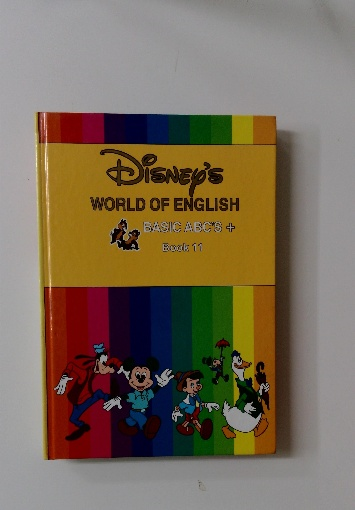 Disney's
WORLD OF ENGLISH
BASIC ABC'S +
Book 11